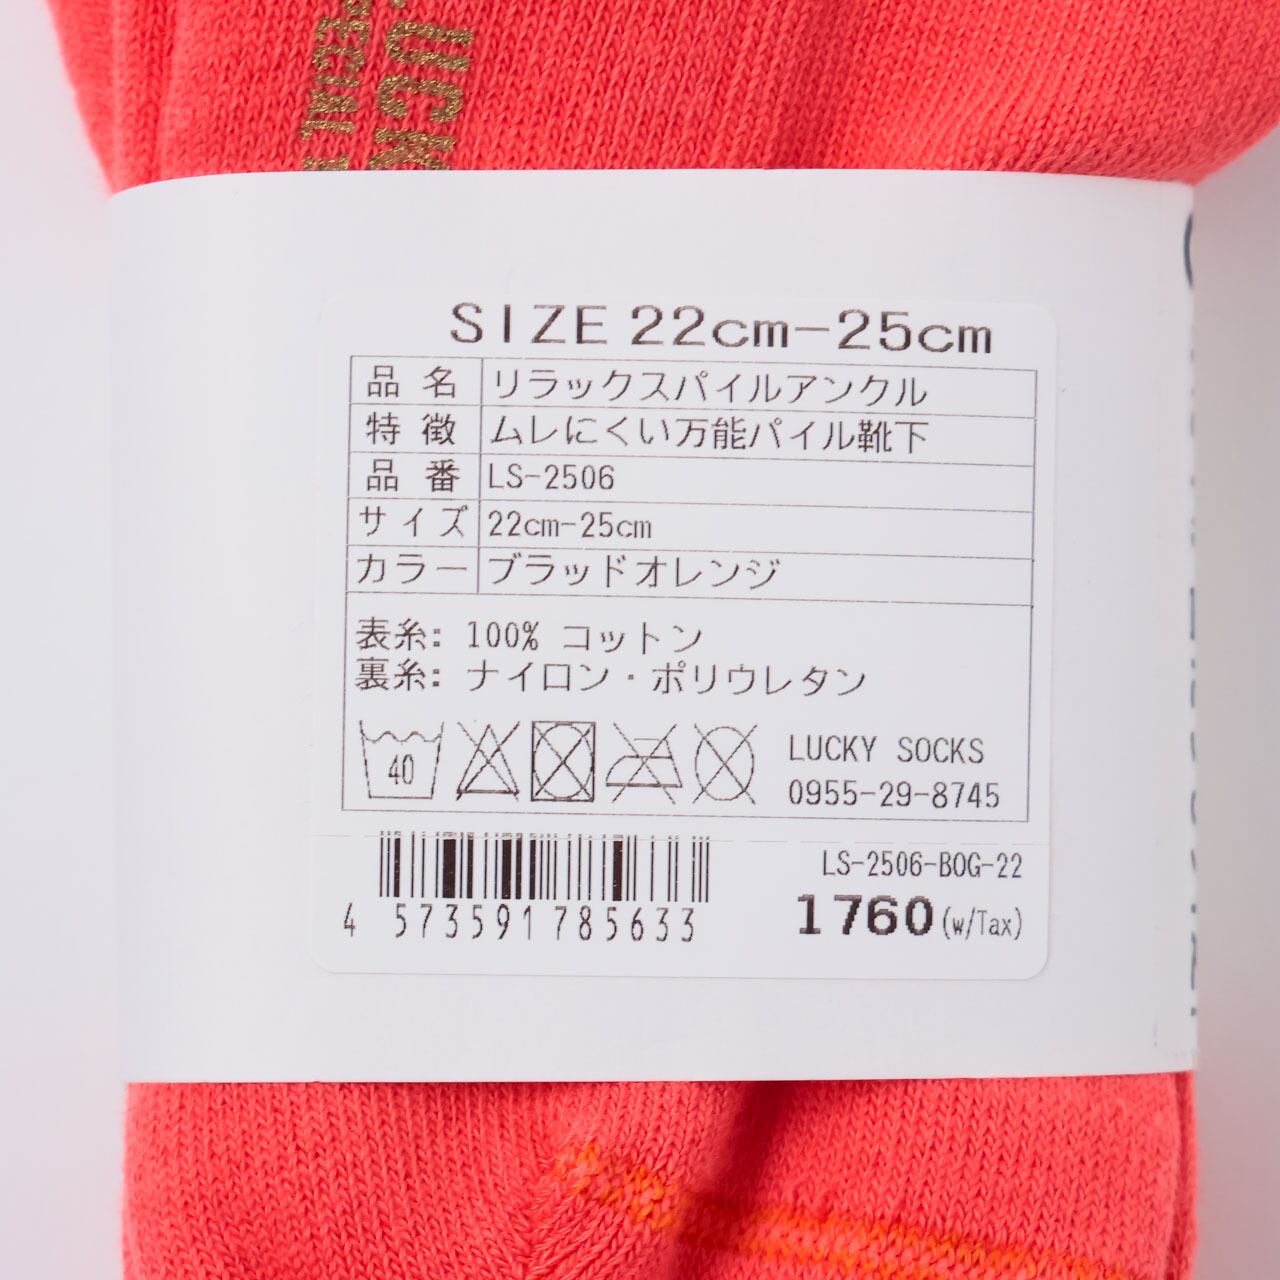 SPECIAL
SIZE 22cm-25cm
品名 リラックスパイルアンクル
特徴 ムレにくい万能パイル靴下
品番 LS-2506
サイズ 22cm-25cm
カラー ブラッドオレンジ
表糸: 100% コットン
裏糸: ナイロン・ポリウレタン
40
LUCKY SOCKS
0955-29-8745
LS-2506-BOG-22
4 573591 785633
1760 (w/Tax)